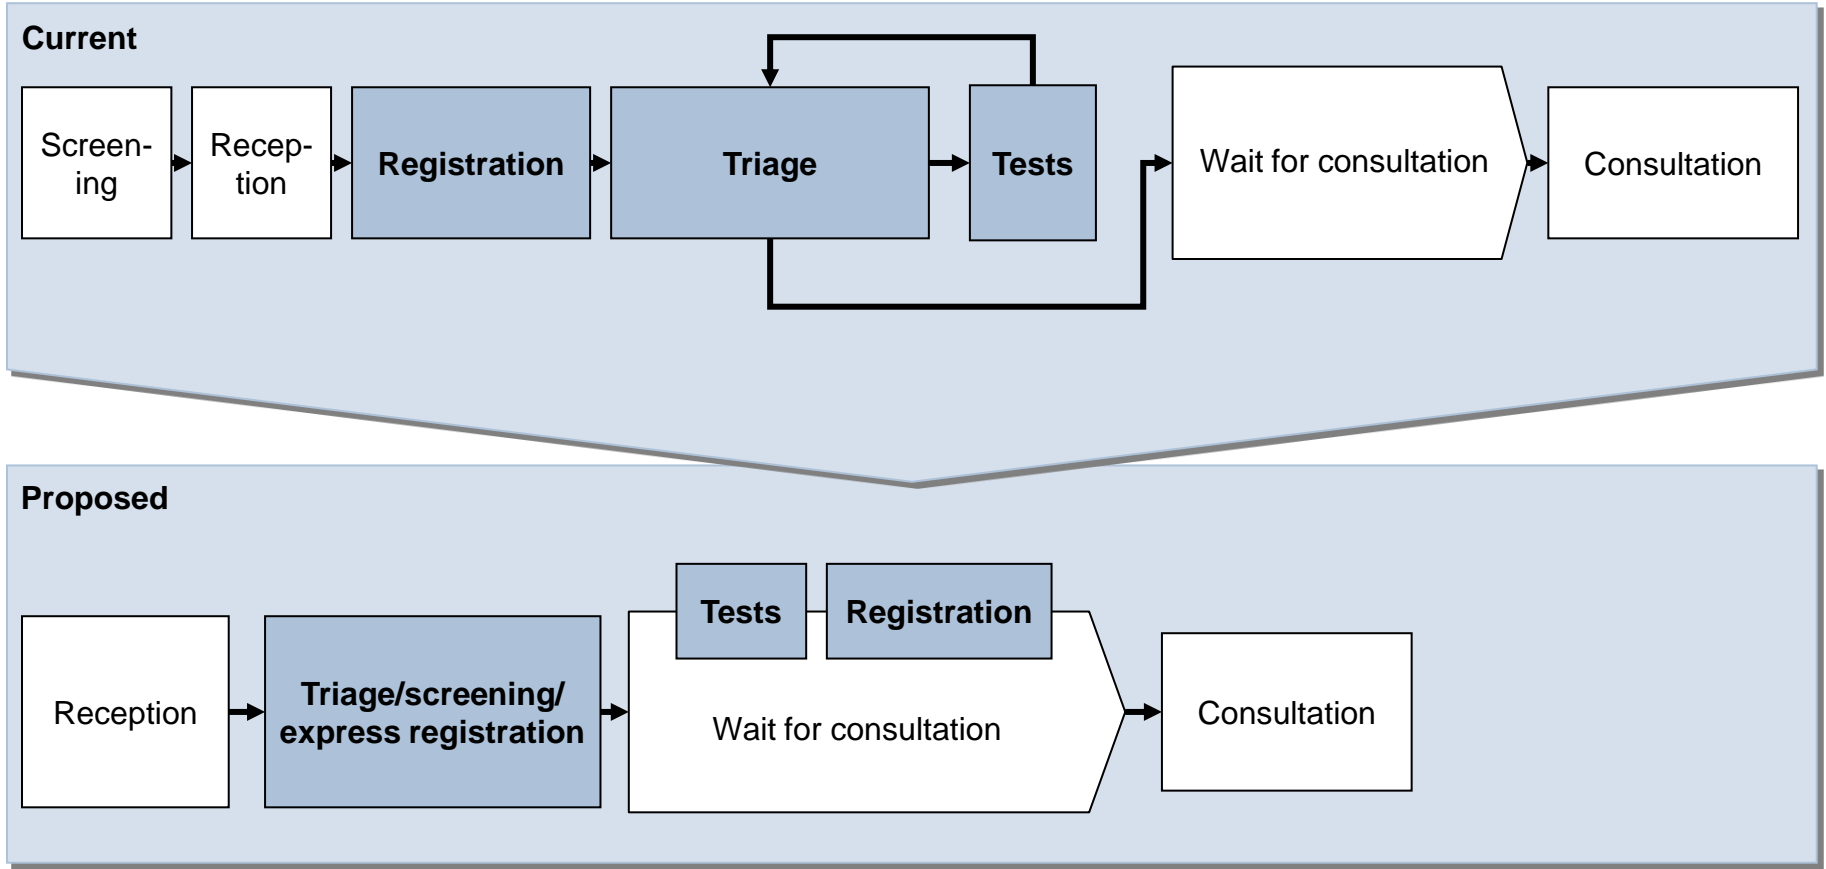 Current
Screen-
ing
Recep-
tion
Registration
Triage
Tests
Wait for consultation
Consultation
Proposed
Reception
Triage/screening/
express registration
Tests
Registration
Wait for consultation
Consultation